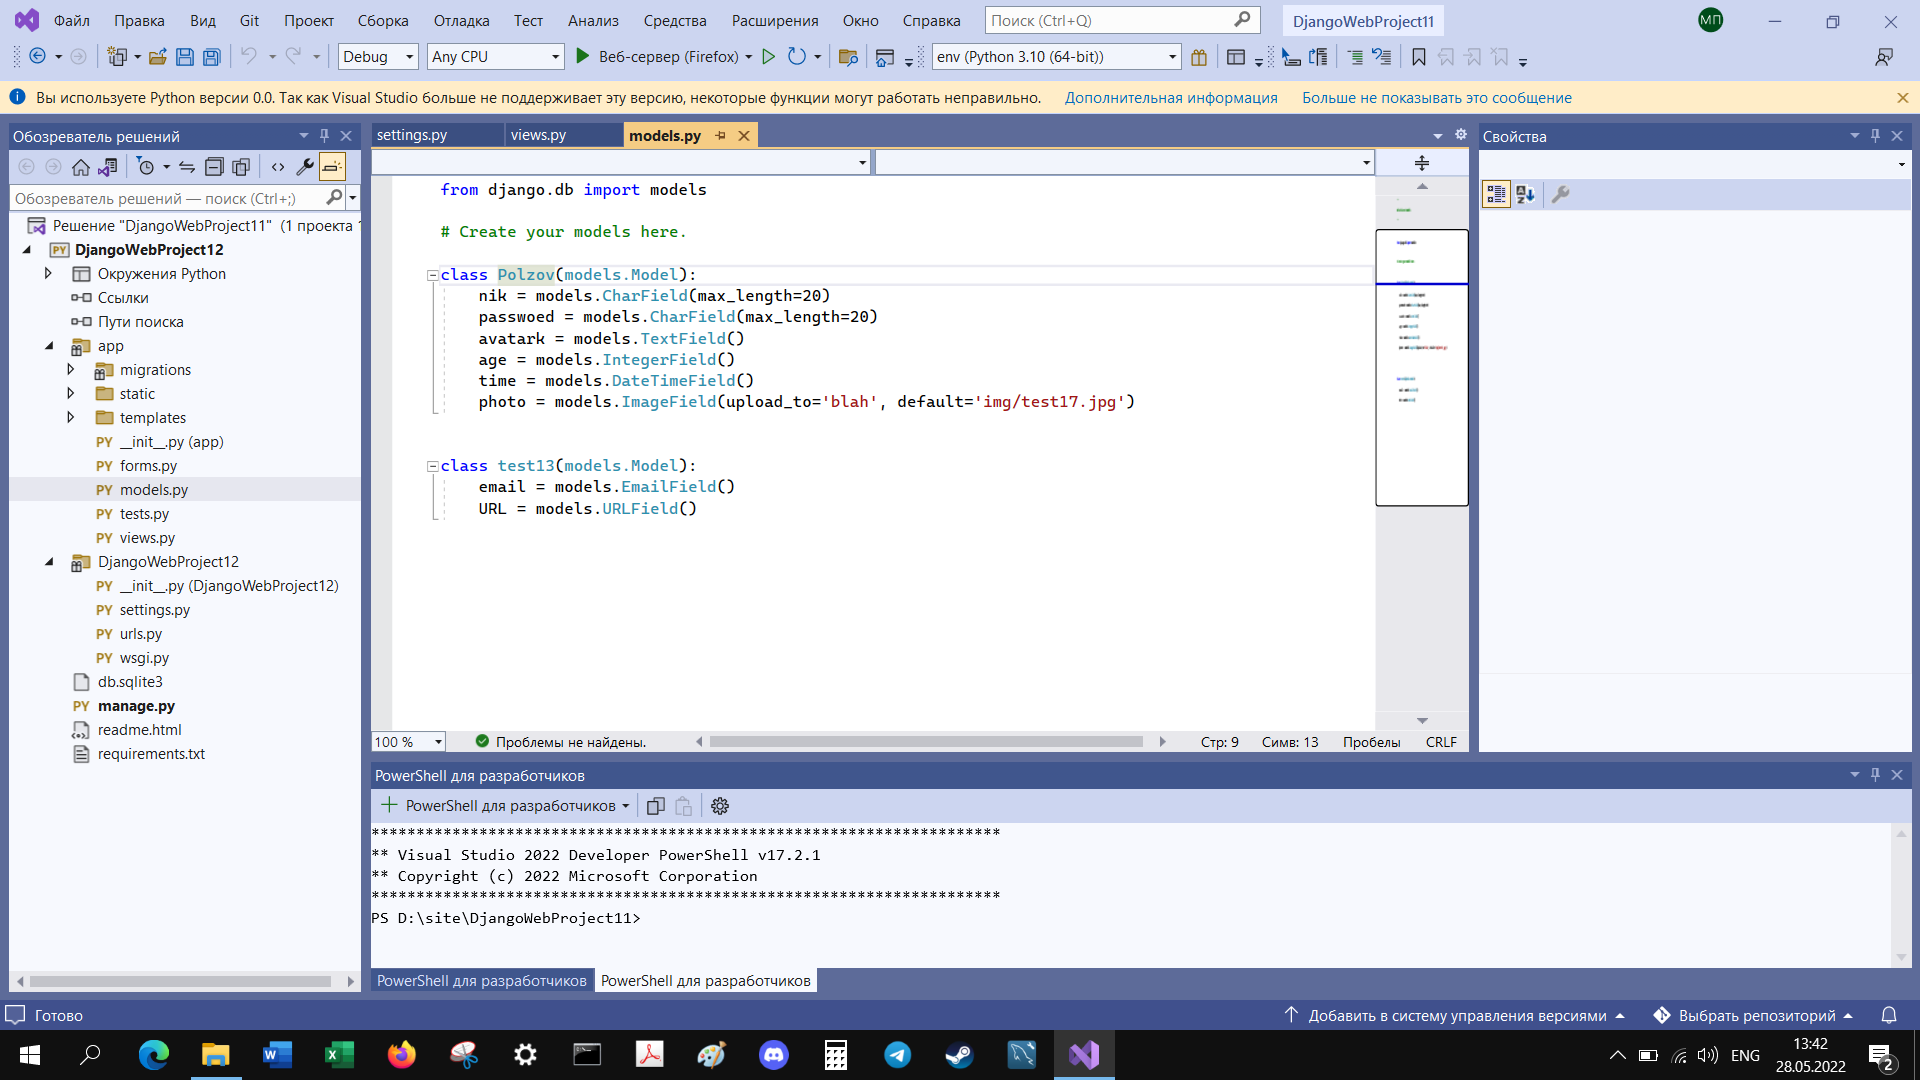 Файл Правка Вид Git Проект Сборка Отладка Тест Анализ Средства Расширения Окно Справка Поиск (Ctrl+Q) DjangoWebProject11 МП
Debug Any CPU Веб-сервер (Firefox) env (Python 3.10 (64-bit))
Вы используете Python версии 0.0. Так как Visual Studio больше не поддерживает эту версию, некоторые функции могут работать неправильно. Дополнительная информация Больше не показывать это сообщение
Обозреватель решений
Обозреватель решений — поиск (Ctrl+;)
Решение "DjangoWebProject11" (1 проекта
DjangoWebProject12
Окружения Python
Ссылки
Пути поиска
app
migrations
static
templates
PY __init__.py (app)
PY forms.py
PY models.py
PY tests.py
PY views.py
DjangoWebProject12
PY __init__.py (DjangoWebProject12)
PY settings.py
PY urls.py
PY wsgi.py
db.sqlite3
PY manage.py
readme.html
requirements.txt
settings.py views.py models.py
from django.db import models
# Create your models here.
class Polzov(models.Model):
nik = models.CharField(max_length=20)
passwoed = models.CharField(max_length=20)
avatark = models.TextField()
age = models.IntegerField()
time = models.DateTimeField()
photo = models.ImageField(upload_to='blah', default='img/test17.jpg')
class test13(models.Model):
email = models.EmailField()
URL = models.URLField()
100 % Проблемы не найдены. Стр: 9 Симв: 13 Пробелы CRLF
Свойства
PowerShell для разработчиков
PowerShell для разработчиков
**********************************************************************
** Visual Studio 2022 Developer PowerShell v17.2.1
** Copyright (c) 2022 Microsoft Corporation
**********************************************************************
PS D:\site\DjangoWebProject11>
PowerShell для разработчиков PowerShell для разработчиков
Готово Добавить в систему управления версиями Выбрать репозиторий
ENG 13:42
28.05.2022 2